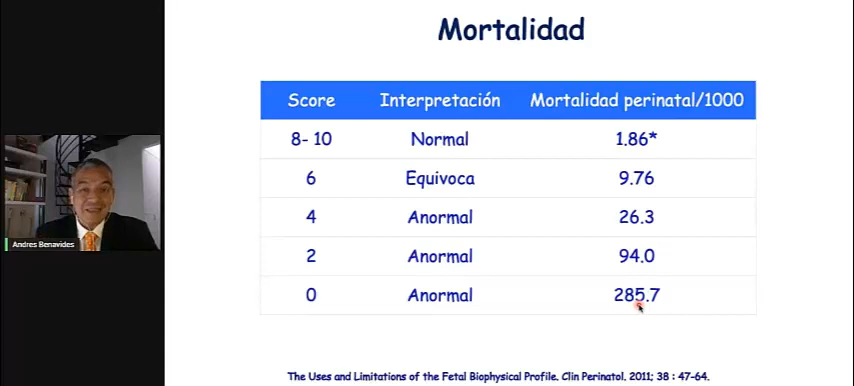 Mortalidad
Score Interpretación Mortalidad perinatal/1000
8- 10 Normal 1.86*
6 Equivoca 9.76
4 Anormal 26.3
2 Anormal 94.0
0 Anormal 285.7
Andres Benavides
The Uses and Limitations of the Fetal Biophysical Profile. Clin Perinatol. 2011; 38 : 47-64.